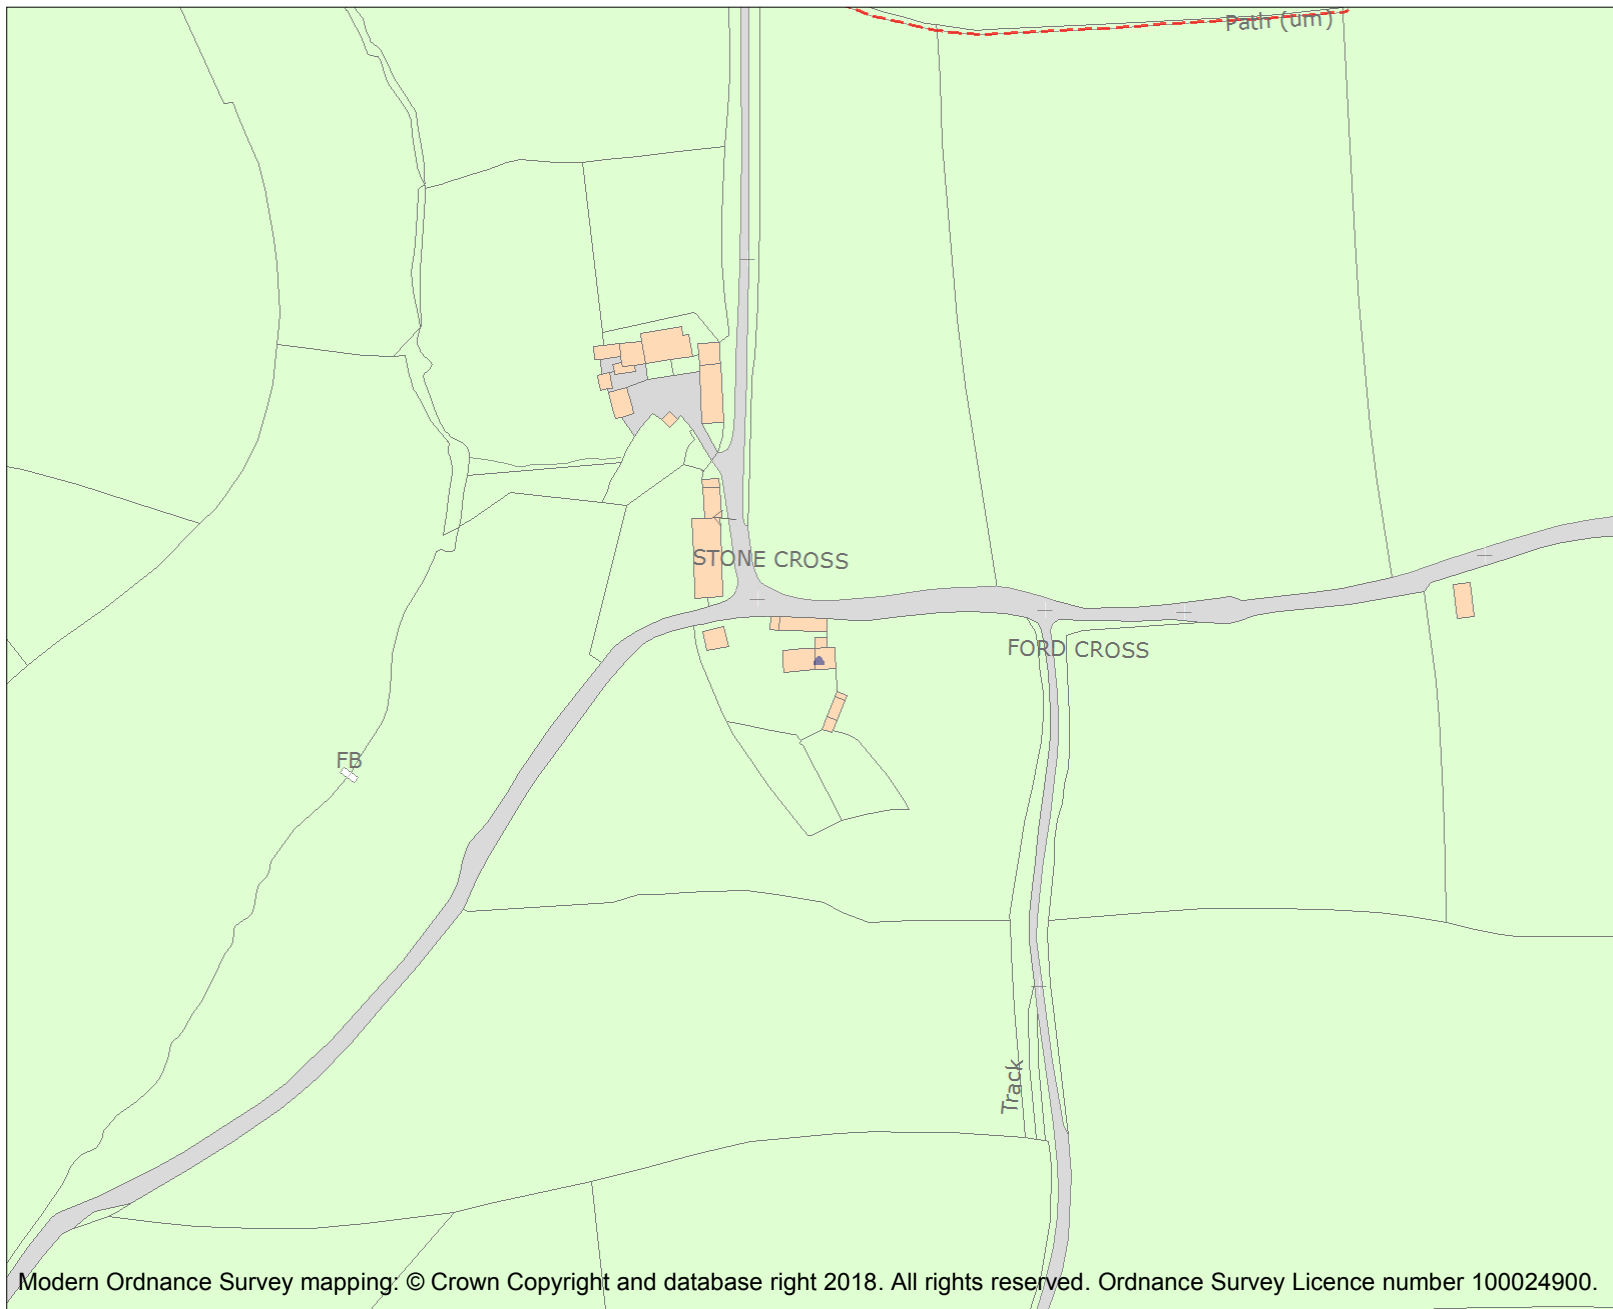 Path (um)
STONE CROSS
FORD CROSS
FB
Track
Modern Ordnance Survey mapping: © Crown Copyright and database right 2018. All rights reserved. Ordnance Survey Licence number 100024900.